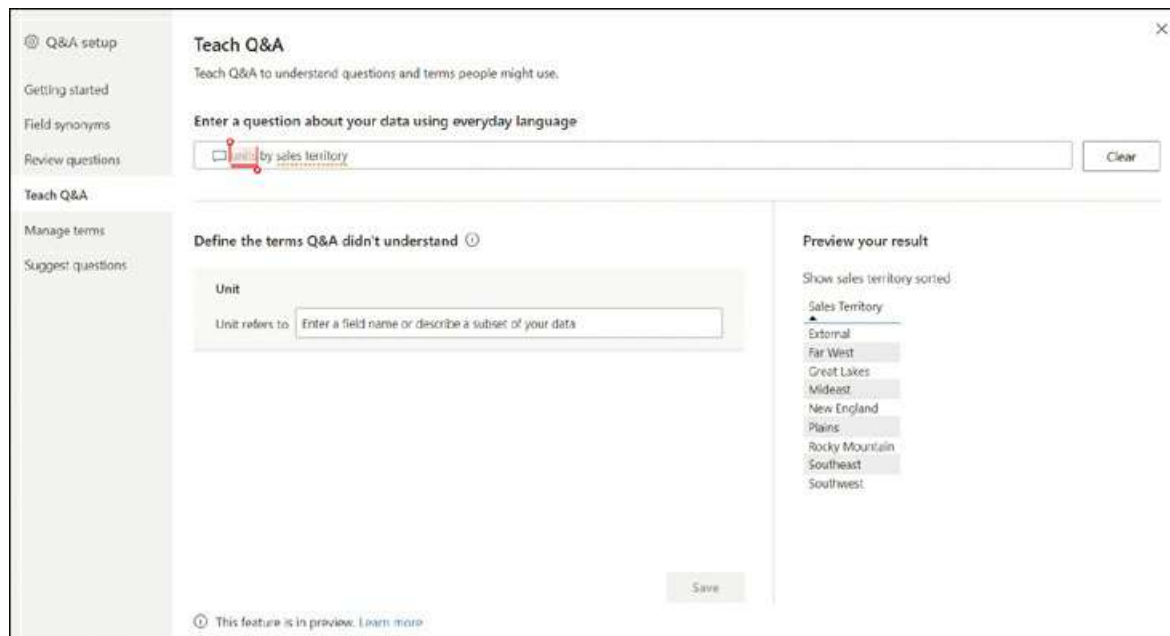 Q&A setup
Getting started
Field synonyms
Review questions
Teach Q&A
Manage terms
Suggest questions
Teach Q&A
Teach Q&A to understand questions and terms people might use.
Enter a question about your data using everyday language
units by sales territory
Clear
Define the terms Q&A didn't understand
Unit
Unit refers to
Enter a field name or describe a subset of your data
Save
This feature is in preview. Learn more
Preview your result
Show sales territory sorted
Sales Territory
External
Far West
Great Lakes
Mideast
New England
Plains
Rocky Mountain
Southeast
Southwest